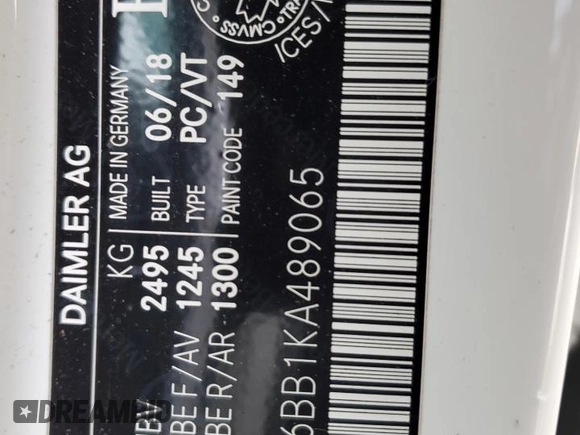 DAIMLER AG
KG MADE IN GERMANY
2495 BUILT 06/18
BE F/AV 1245 TYPE PC/VT
BE R/AR 1300 PAINT CODE 149
6BB1KA489065
CMVSS
DREAMBID